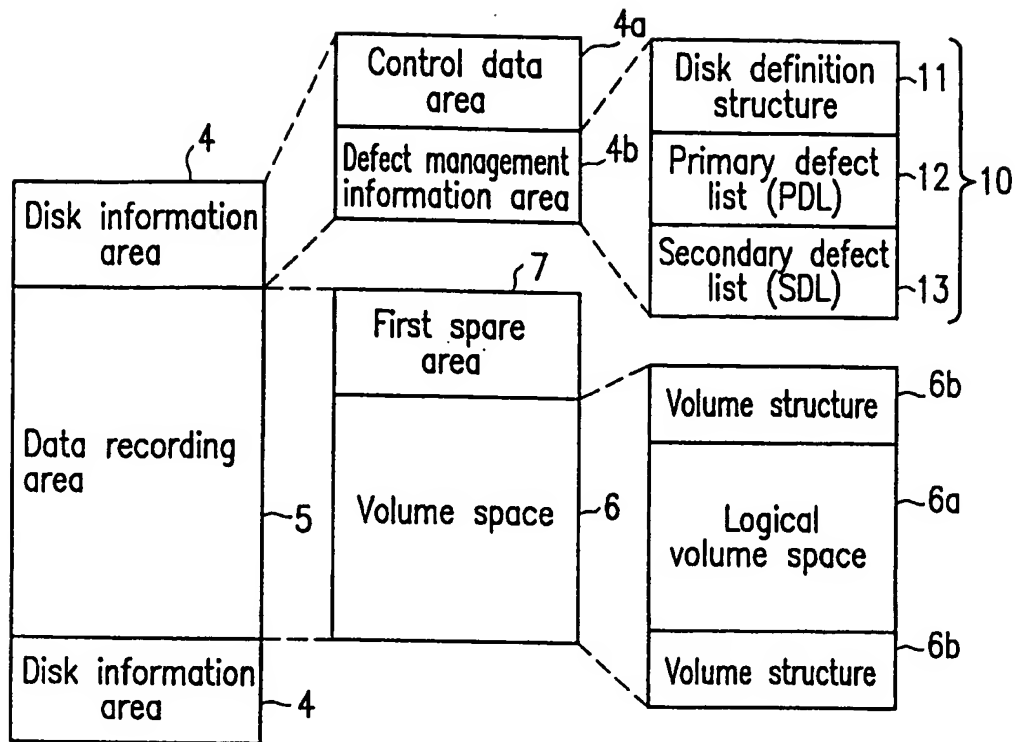 4
Disk information
area
Data recording
area
5
Disk information
area
4
4a
Control data
area
Defect management
information area
4b
7
First spare
area
Volume space
6
Disk definition
structure
11
Primary defect
list (PDL)
12
Secondary defect
list (SDL)
13
10
Volume structure
6b
Logical
volume space
6a
Volume structure
6b